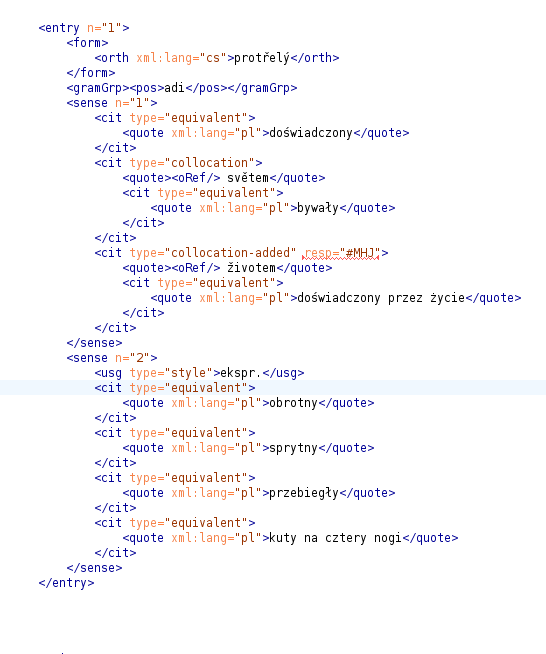 <entry n="1">
<form>
<orth xml:lang="cs">protřelý</orth>
</form>
<gramGrp><pos>adi</pos></gramGrp>
<sense n="1">
<cit type="equivalent">
<quote xml:lang="pl">doświadczony</quote>
</cit>
<cit type="collocation">
<quote><oRef/> světem</quote>
<cit type="equivalent">
<quote xml:lang="pl">bywały</quote>
</cit>
</cit>
<cit type="collocation-added" resp="#MHJ">
<quote><oRef/> životem</quote>
<cit type="equivalent">
<quote xml:lang="pl">doświadczony przez życie</quote>
</cit>
</cit>
</sense>
<sense n="2">
<usg type="style">ekspr.</usg>
<cit type="equivalent">
<quote xml:lang="pl">obrotny</quote>
</cit>
<cit type="equivalent">
<quote xml:lang="pl">sprytny</quote>
</cit>
<cit type="equivalent">
<quote xml:lang="pl">przebiegły</quote>
</cit>
<cit type="equivalent">
<quote xml:lang="pl">kuty na cztery nogi</quote>
</cit>
</sense>
</entry>